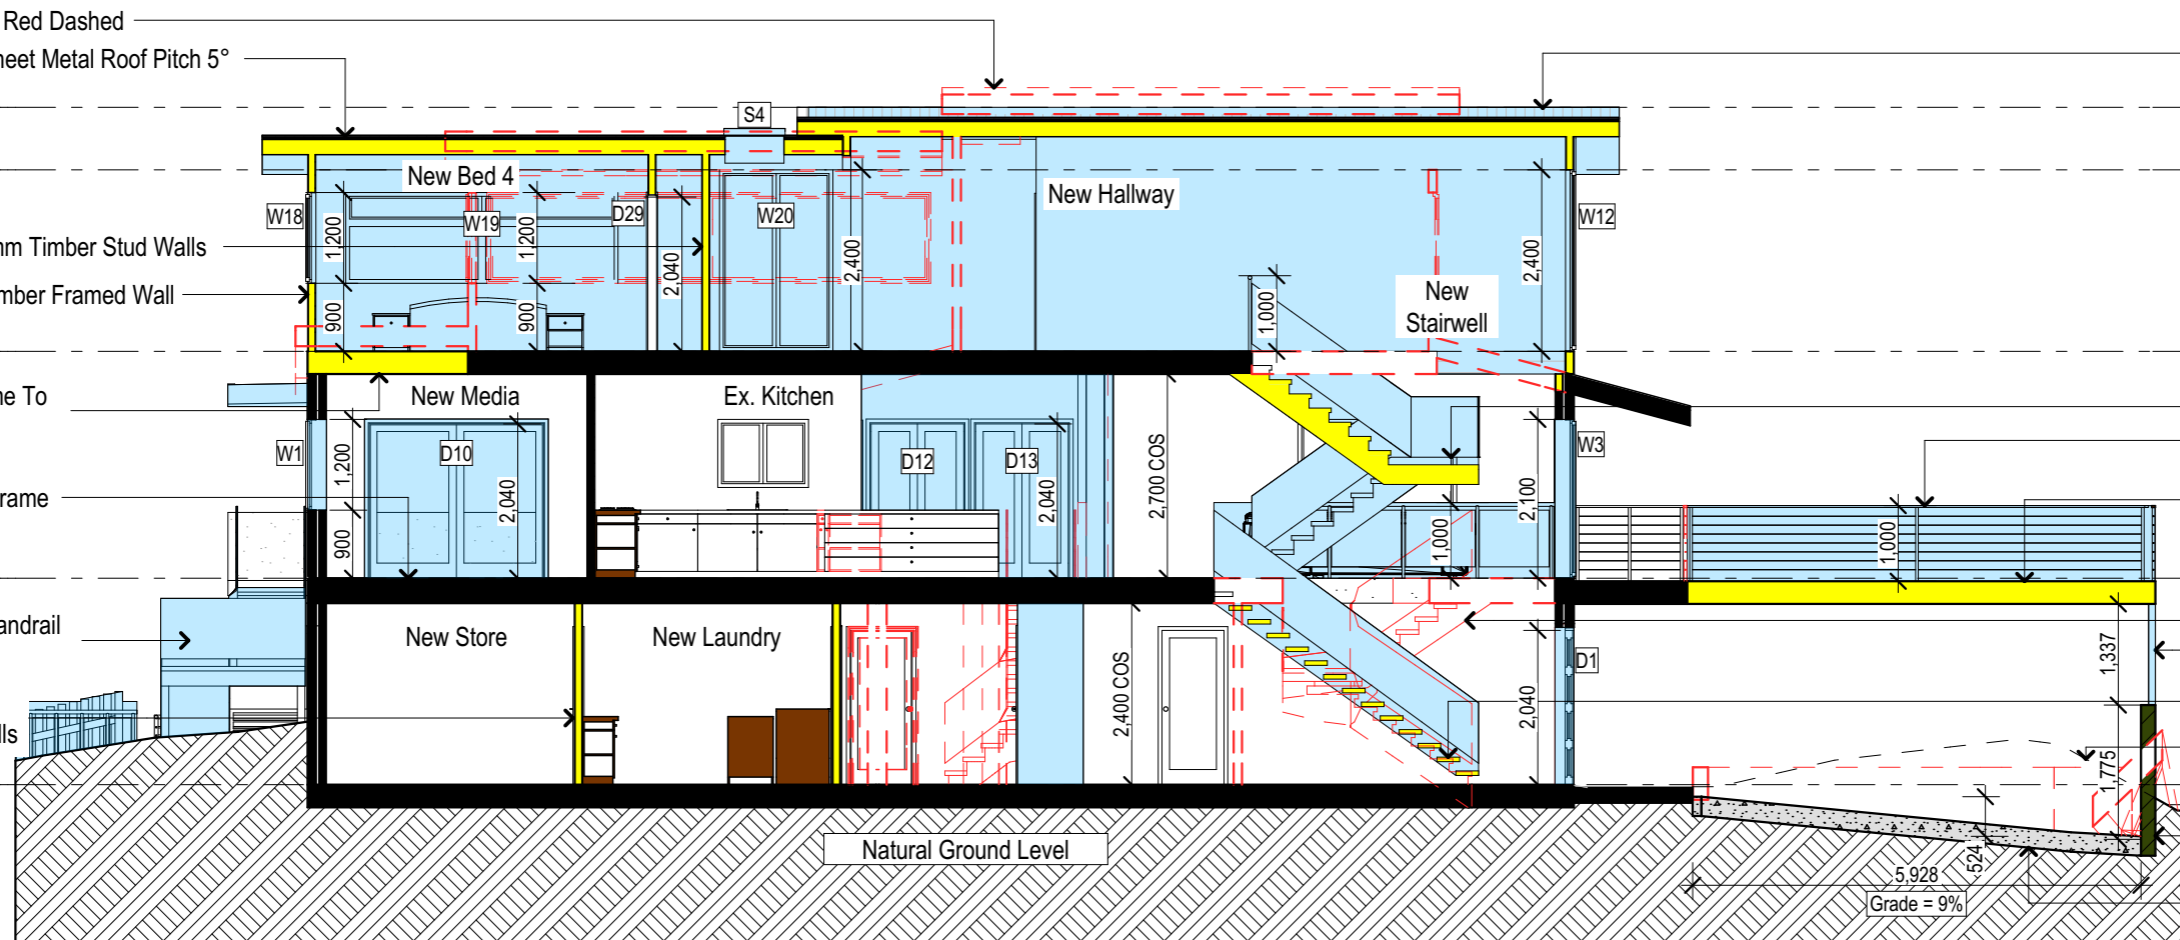 Red Dashed
heet Metal Roof Pitch 5°
S4
New Bed 4
New Hallway
W18
W19
D29
W20
W12
1,200
1,200
2,040
2,400
2,400
mm Timber Stud Walls
mber Framed Wall
New
Stairwell
900
900
1,000
ne To
New Media
Ex. Kitchen
W1
D10
D12
D13
W3
1,200
2,040
2,040
2,700 COS
2,100
rame
900
1,000
1,000
andrail
New Store
New Laundry
D1
1,337
2,400 COS
2,040
lls
1,775
Natural Ground Level
524
5,928
Grade = 9%